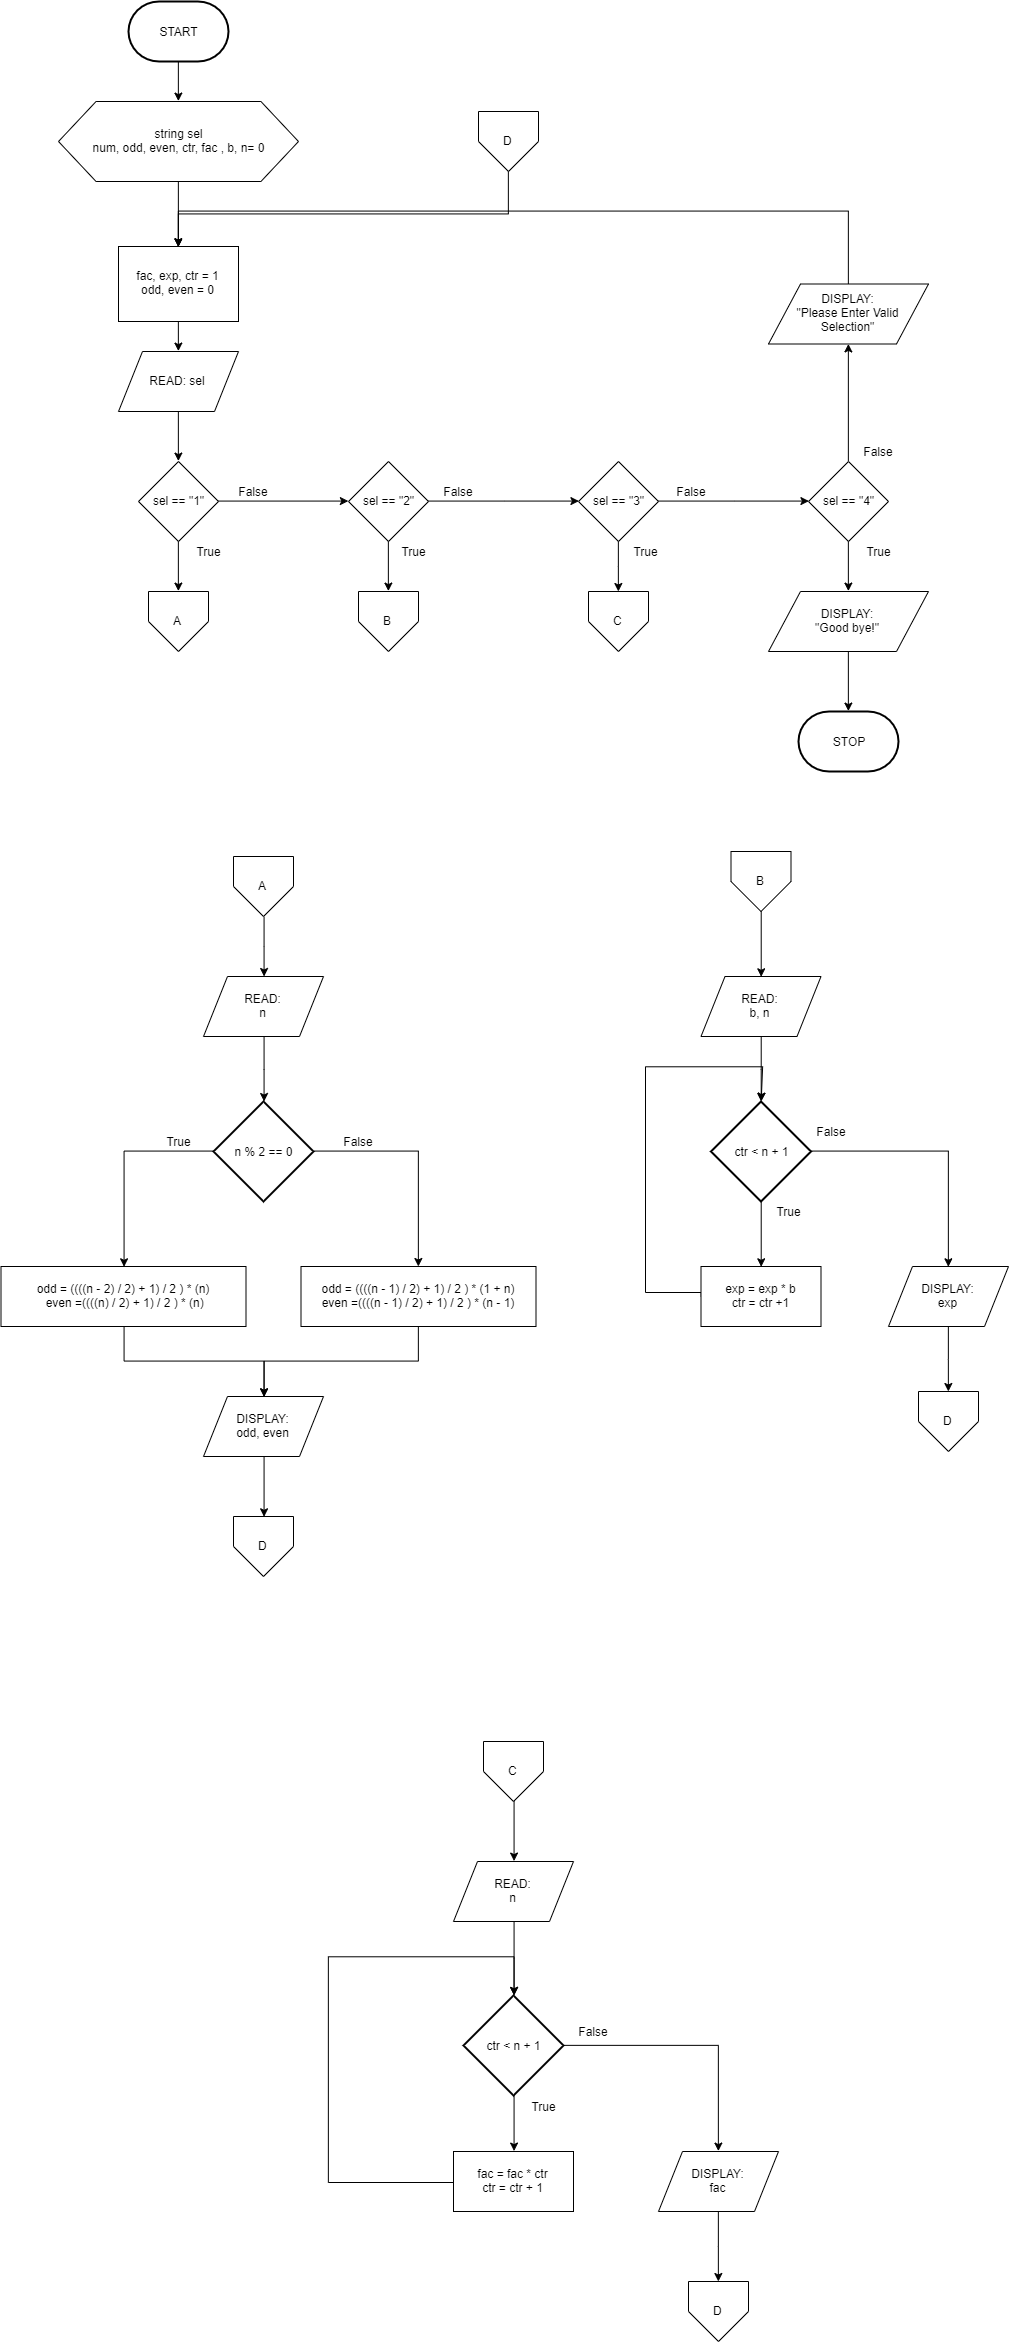 START
string sel
num, odd, even, ctr, fac , b, n= 0
D
fac, exp, ctr = 1
odd, even = 0
DISPLAY:
"Please Enter Valid
Selection"
READ: sel
False
sel == "1"
False
sel == "2"
False
sel == "3"
False
sel == "4"
True
True
True
True
A
B
C
DISPLAY:
"Good bye!"
STOP
A
READ:
n
n % 2 == 0
True
False
odd = ((((n - 2) / 2) + 1) / 2 ) * (n)
even =((((n) / 2) + 1) / 2 ) * (n)
odd = ((((n - 1) / 2) + 1) / 2 ) * (1 + n)
even =((((n - 1) / 2) + 1) / 2 ) * (n - 1)
DISPLAY:
odd, even
D
B
READ:
b, n
ctr < n + 1
False
True
exp = exp * b
ctr = ctr +1
DISPLAY:
exp
D
C
READ:
n
ctr < n + 1
False
True
fac = fac * ctr
ctr = ctr + 1
DISPLAY:
fac
D